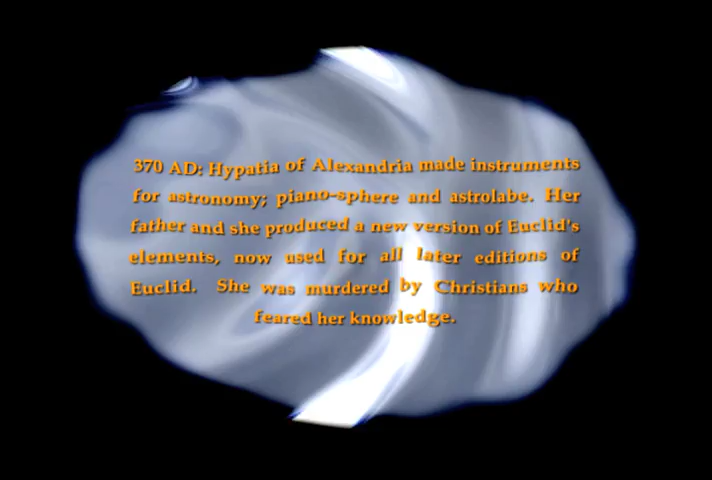 370 AD: Hypatia of Alexandria made instruments
for astronomy; piano-sphere and astrolabe. Her
father and she produced a new version of Euclid's
elements, now used for all later editions of
Euclid. She was murdered by Christians who
feared her knowledge.